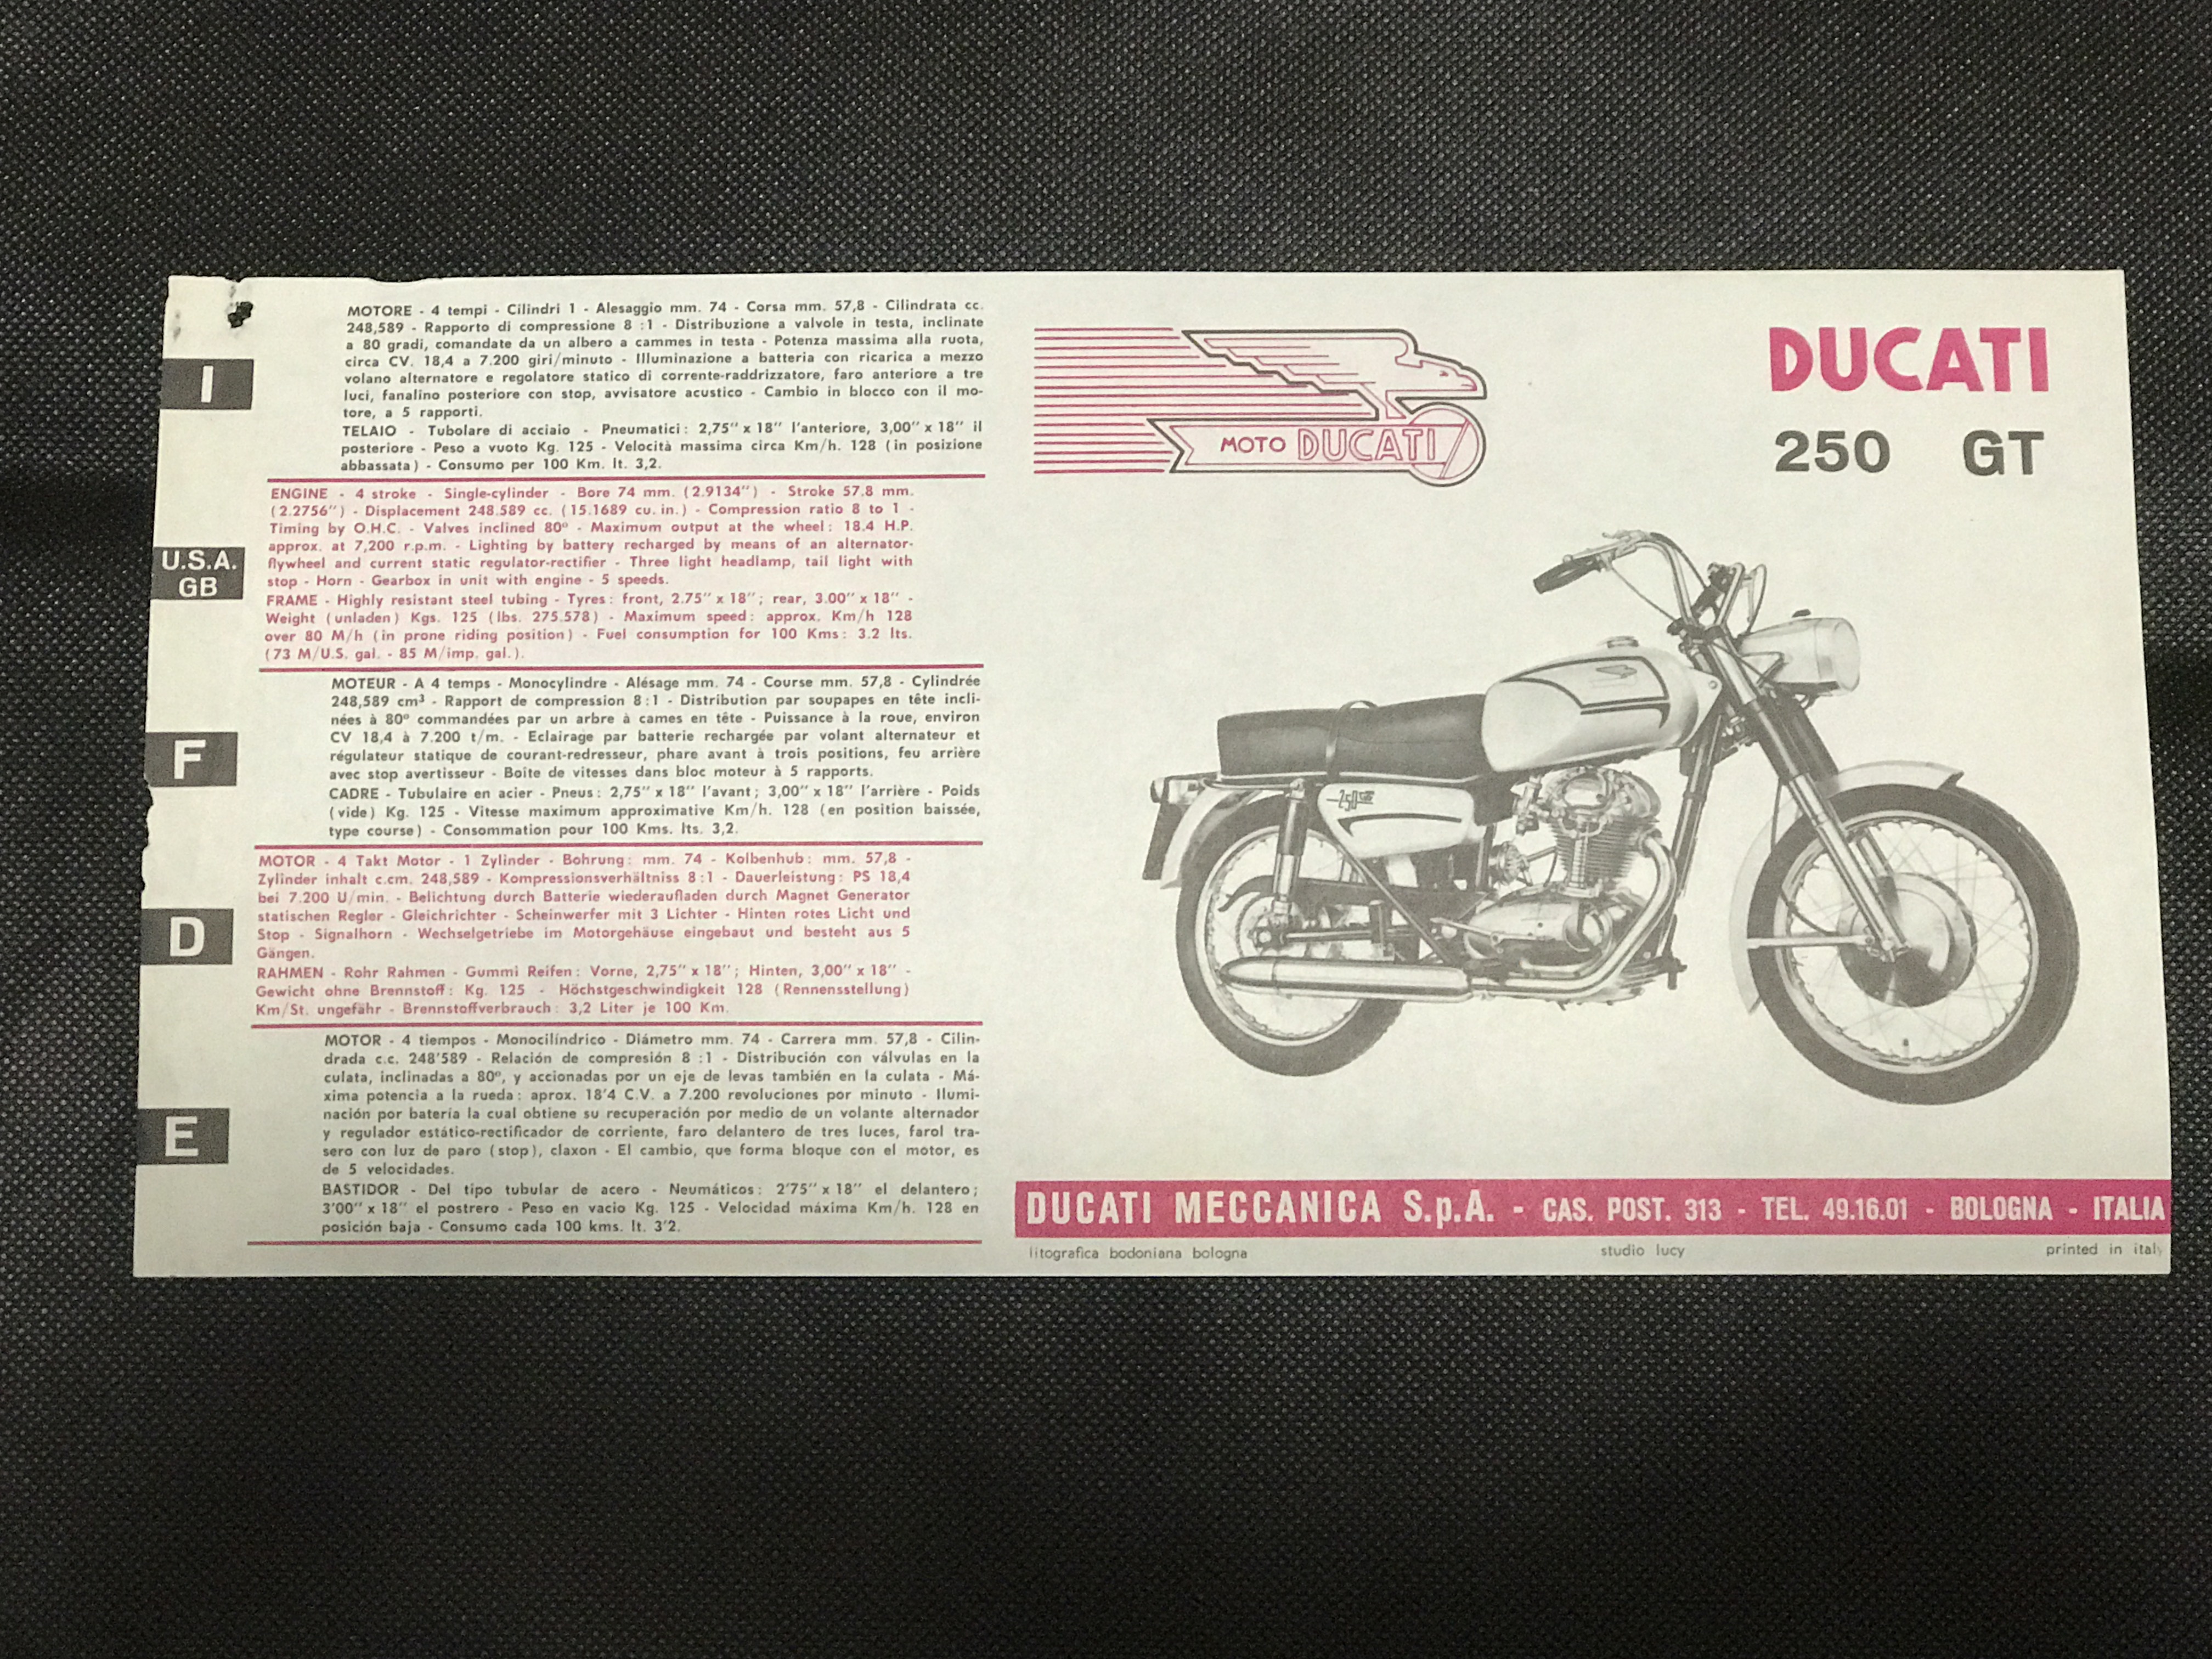 I
MOTORE - 4 tempi - Cilindri 1 - Alesaggio mm. 74 - Corsa mm. 57,8 - Cilindrata cc.
248,589 - Rapporto di compressione 8 :1 - Distribuzione a valvole in testa, inclinate
a 80 gradi, comandate da un albero a cammes in testa - Potenza massima alla ruota,
circa CV. 18,4 a 7.200 giri/minuto - Illuminazione a batteria con ricarica a mezzo
volano alternatore e regolatore statico di corrente-raddrizzatore, faro anteriore a tre
luci, fanalino posteriore con stop, avvisatore acustico - Cambio in blocco con il mo-
tore, a 5 rapporti.
TELAIO - Tubolare di acciaio - Pneumatici : 2,75" x 18" l'anteriore, 3,00" x 18" il
posteriore - Peso a vuoto Kg. 125 - Velocità massima circa Km/h. 128 (in posizione
abbassata) - Consumo per 100 Km. lt. 3,2.
U.S.A.
GB
ENGINE - 4 stroke - Single-cylinder - Bore 74 mm. (2.9134") - Stroke 57.8 mm.
(2.2756") - Displacement 248.589 cc. (15.1689 cu. in.) - Compression ratio 8 to 1 -
Timing by O.H.C. - Valves inclined 80º - Maximum output at the wheel : 18.4 H.P.
approx. at 7,200 r.p.m. - Lighting by battery recharged by means of an alternator-
flywheel and current static regulator-rectifier - Three light headlamp, tail light with
stop - Horn - Gearbox in unit with engine - 5 speeds.
FRAME - Highly resistant steel tubing - Tyres : front, 2.75" x 18" ; rear, 3.00" x 18" -
Weight (unladen) Kgs. 125 (lbs. 275.578) - Maximum speed : approx. Km/h 128
over 80 M/h (in prone riding position) - Fuel consumption for 100 Kms : 3.2 lts.
(73 M/U.S. gal. - 85 M/imp. gal.).
F
MOTEUR - A 4 temps - Monocylindre - Alésage mm. 74 - Course mm. 57,8 - Cylindrée
248,589 cm³ - Rapport de compression 8 :1 - Distribution par soupapes en tête incli-
nées à 80º commandées par un arbre à cames en tête - Puissance à la roue, environ
CV 18,4 à 7.200 t/m. - Eclairage par batterie rechargée par volant alternateur et
régulateur statique de courant-redresseur, phare avant à trois positions, feu arrière
avec stop avertisseur - Boite de vitesses dans bloc moteur à 5 rapports.
CADRE - Tubulaire en acier - Pneus : 2,75" x 18" l'avant ; 3,00" x 18" l'arrière - Poids
(vide) Kg. 125 - Vitesse maximum approximative Km/h. 128 (en position baissée,
type course) - Consommation pour 100 Kms. lts. 3,2.
D
MOTOR - 4 Takt Motor - 1 Zylinder - Bohrung : mm. 74 - Kolbenhub : mm. 57,8 -
Zylinder inhalt c.cm. 248,589 - Kompressionsverhältniss 8 :1 - Dauerleistung : PS 18,4
bei 7.200 U/min. - Belichtung durch Batterie wiederaufladen durch Magnet Generator
statischen Regler - Gleichrichter - Scheinwerfer mit 3 Lichter - Hinten rotes Licht und
Stop - Signalhorn - Wechselgetriebe im Motorgehäuse eingebaut und besteht aus 5
Gängen.
RAHMEN - Rohr Rahmen - Gummi Reifen : Vorne, 2,75" x 18" ; Hinten, 3,00" x 18" -
Gewicht ohne Brennstoff : Kg. 125 - Höchstgeschwindigkeit 128 (Rennensstellung)
Km/St. ungefähr - Brennstoffverbrauch : 3,2 Liter je 100 Km.
E
MOTOR - 4 tiempos - Monocilíndrico - Diámetro mm. 74 - Carrera mm. 57,8 - Cilin-
drada c.c. 248'589 - Relación de compresión 8 :1 - Distribución con válvulas en la
culata, inclinadas a 80º, y accionadas por un eje de levas también en la culata - Má-
xima potencia a la rueda : aprox. 18'4 C.V. a 7.200 revoluciones por minuto - Ilumi-
nación por batería la cual obtiene su recuperación por medio de un volante alternador
y regulador estático-rectificador de corriente, faro delantero de tres luces, farol tra-
sero con luz de paro (stop), claxon - El cambio, que forma bloque con el motor, es
de 5 velocidades.
BASTIDOR - Del tipo tubular de acero - Neumáticos : 2'75" x 18" el delantero ;
3'00" x 18" el postrero - Peso en vacio Kg. 125 - Velocidad máxima Km/h. 128 en
posición baja - Consumo cada 100 kms. lt. 3'2.
MOTO DUCATI
DUCATI
250 GT
250
DUCATI MECCANICA S.p.A. - CAS. POST. 313 - TEL. 49.16.01 - BOLOGNA - ITALIA
litografica bodoniana bologna studio lucy printed in italy